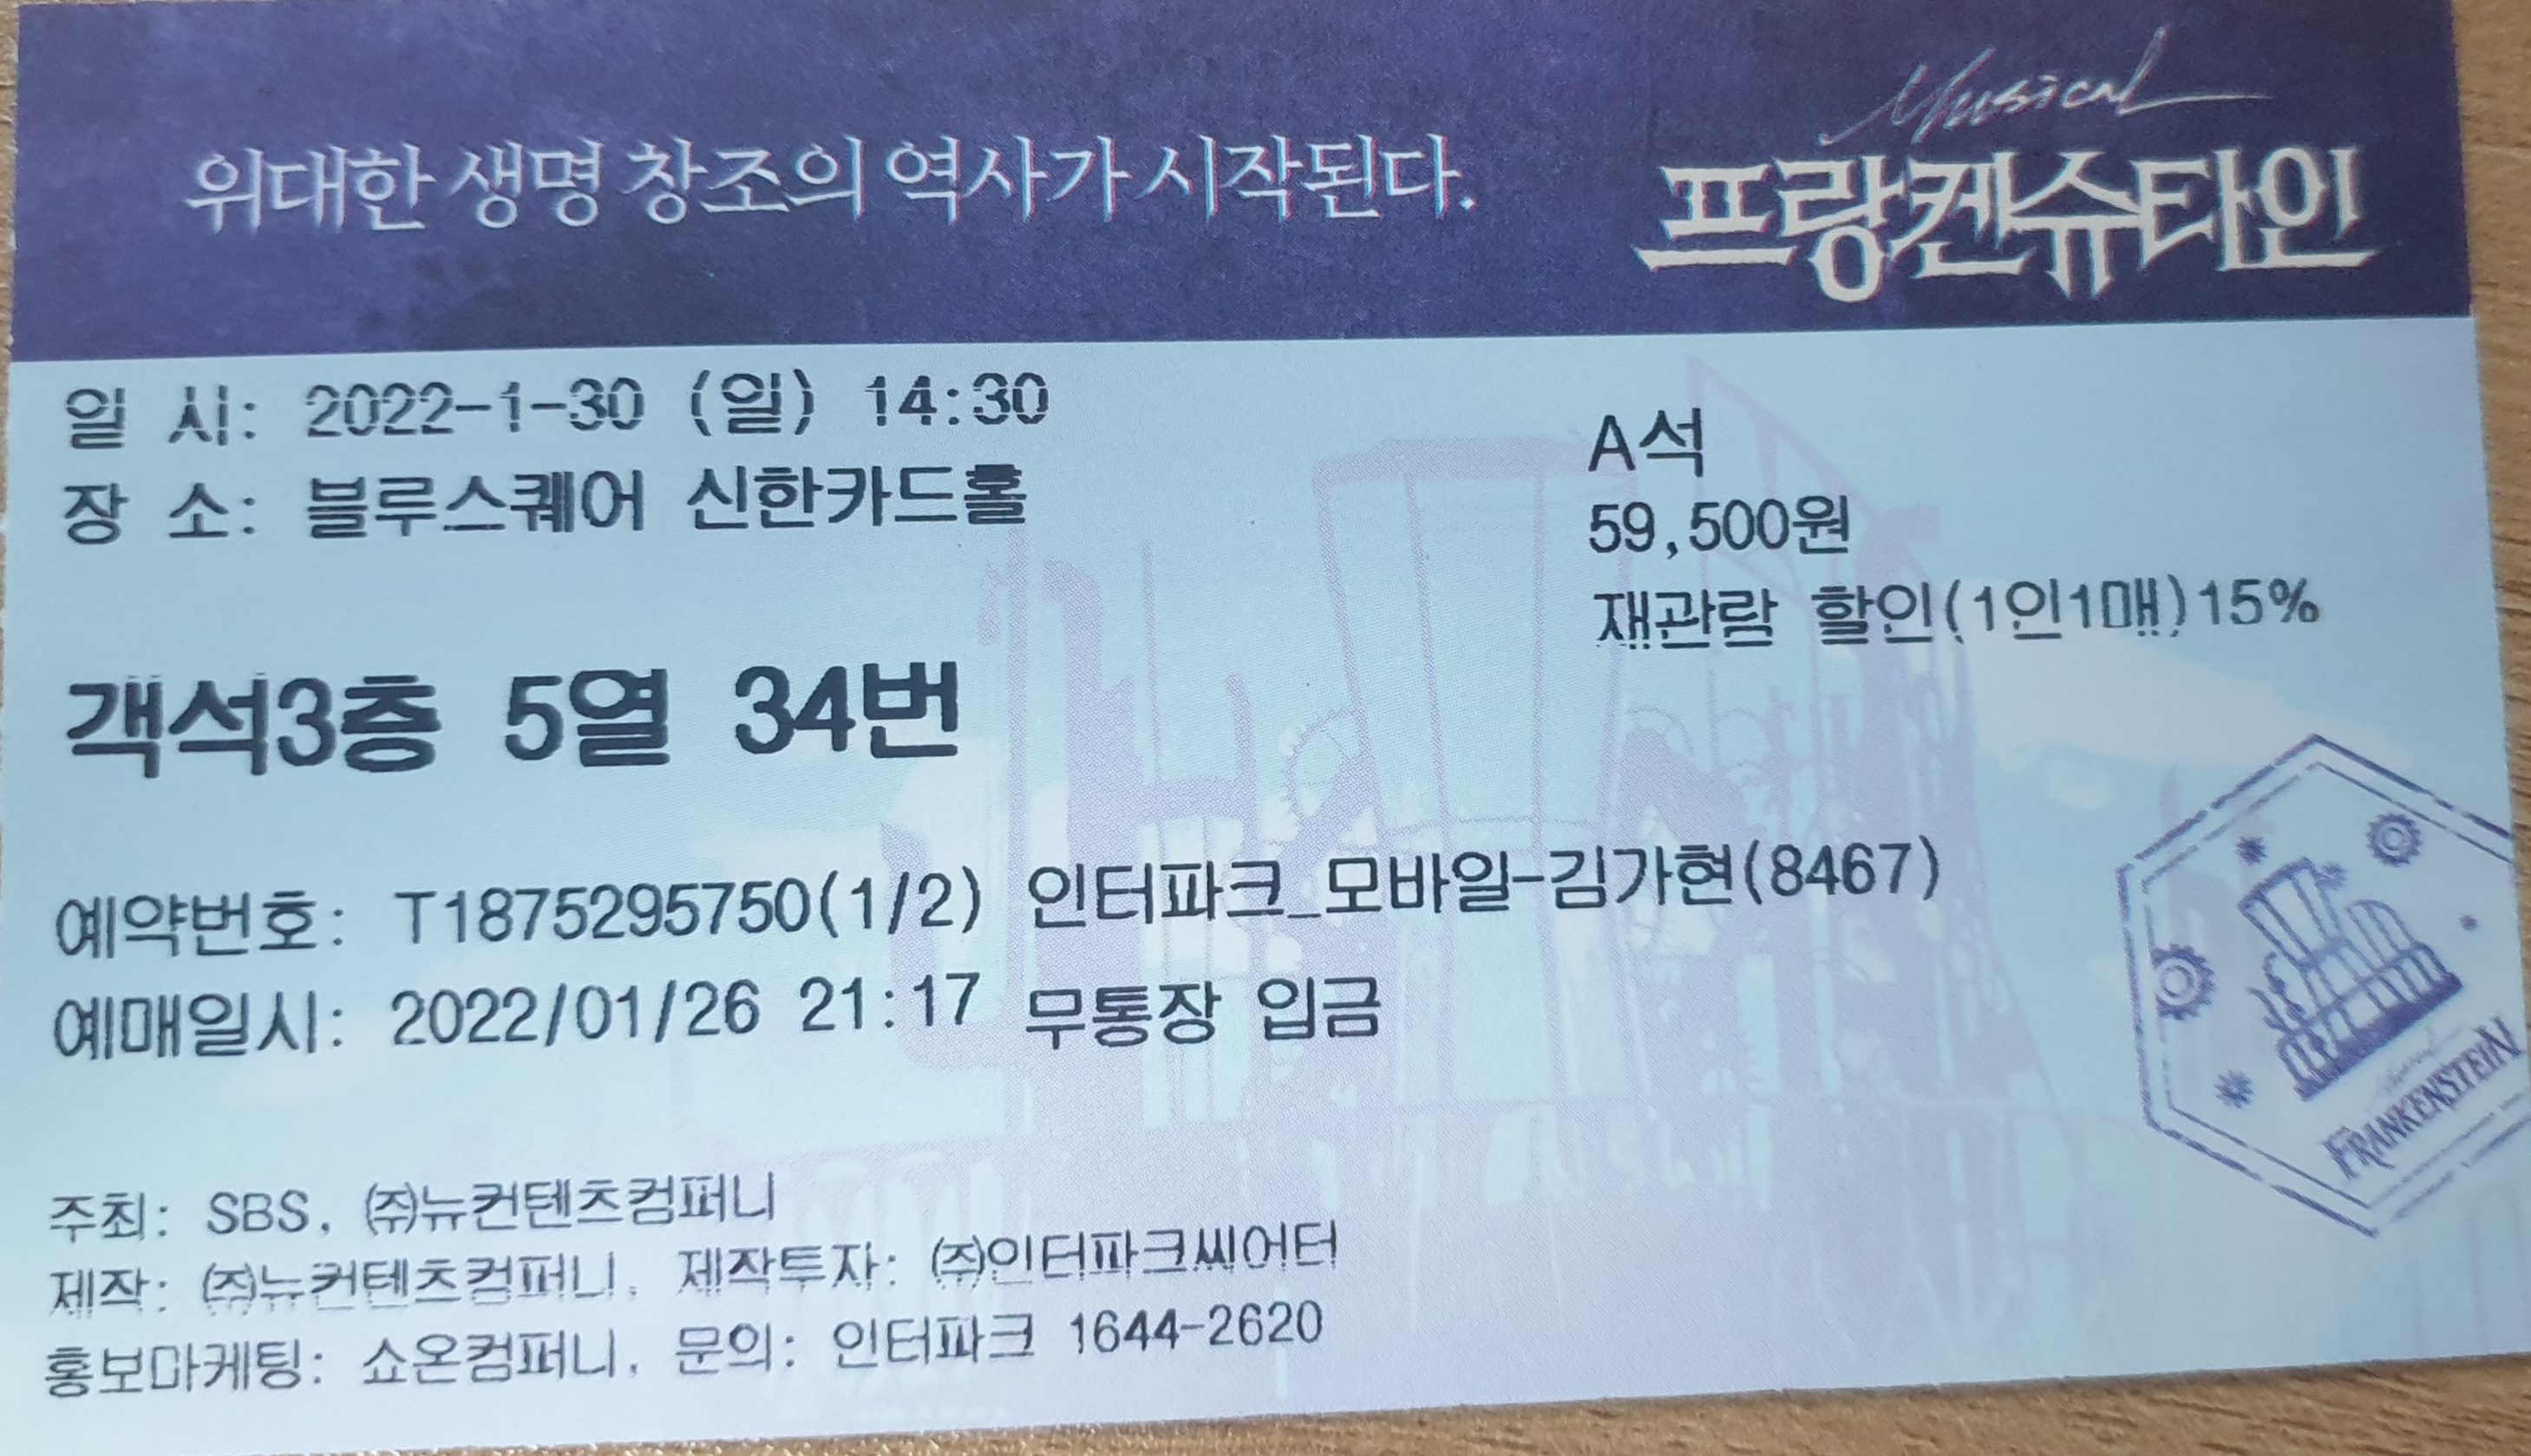 위대한 생명 창조의 역사가 시작된다.
Musical
프랑켄슈타인
일 시: 2022-1-30 (일) 14:30
장 소: 블루스퀘어 신한카드홀
A석
59,500원
재관람 할인(1인1매)15%
객석3층 5열 34번
예약번호: T1875295750(1/2) 인터파크_모바일-김가현(8467)
예매일시: 2022/01/26 21:17 무통장 입금
주최: SBS, ㈜뉴컨텐츠컴퍼니
제작: ㈜뉴컨텐츠컴퍼니, 제작투자: ㈜인터파크씨어터
홍보마케팅: 쇼온컴퍼니, 문의: 인터파크 1644-2620
FRANKENSTEIN